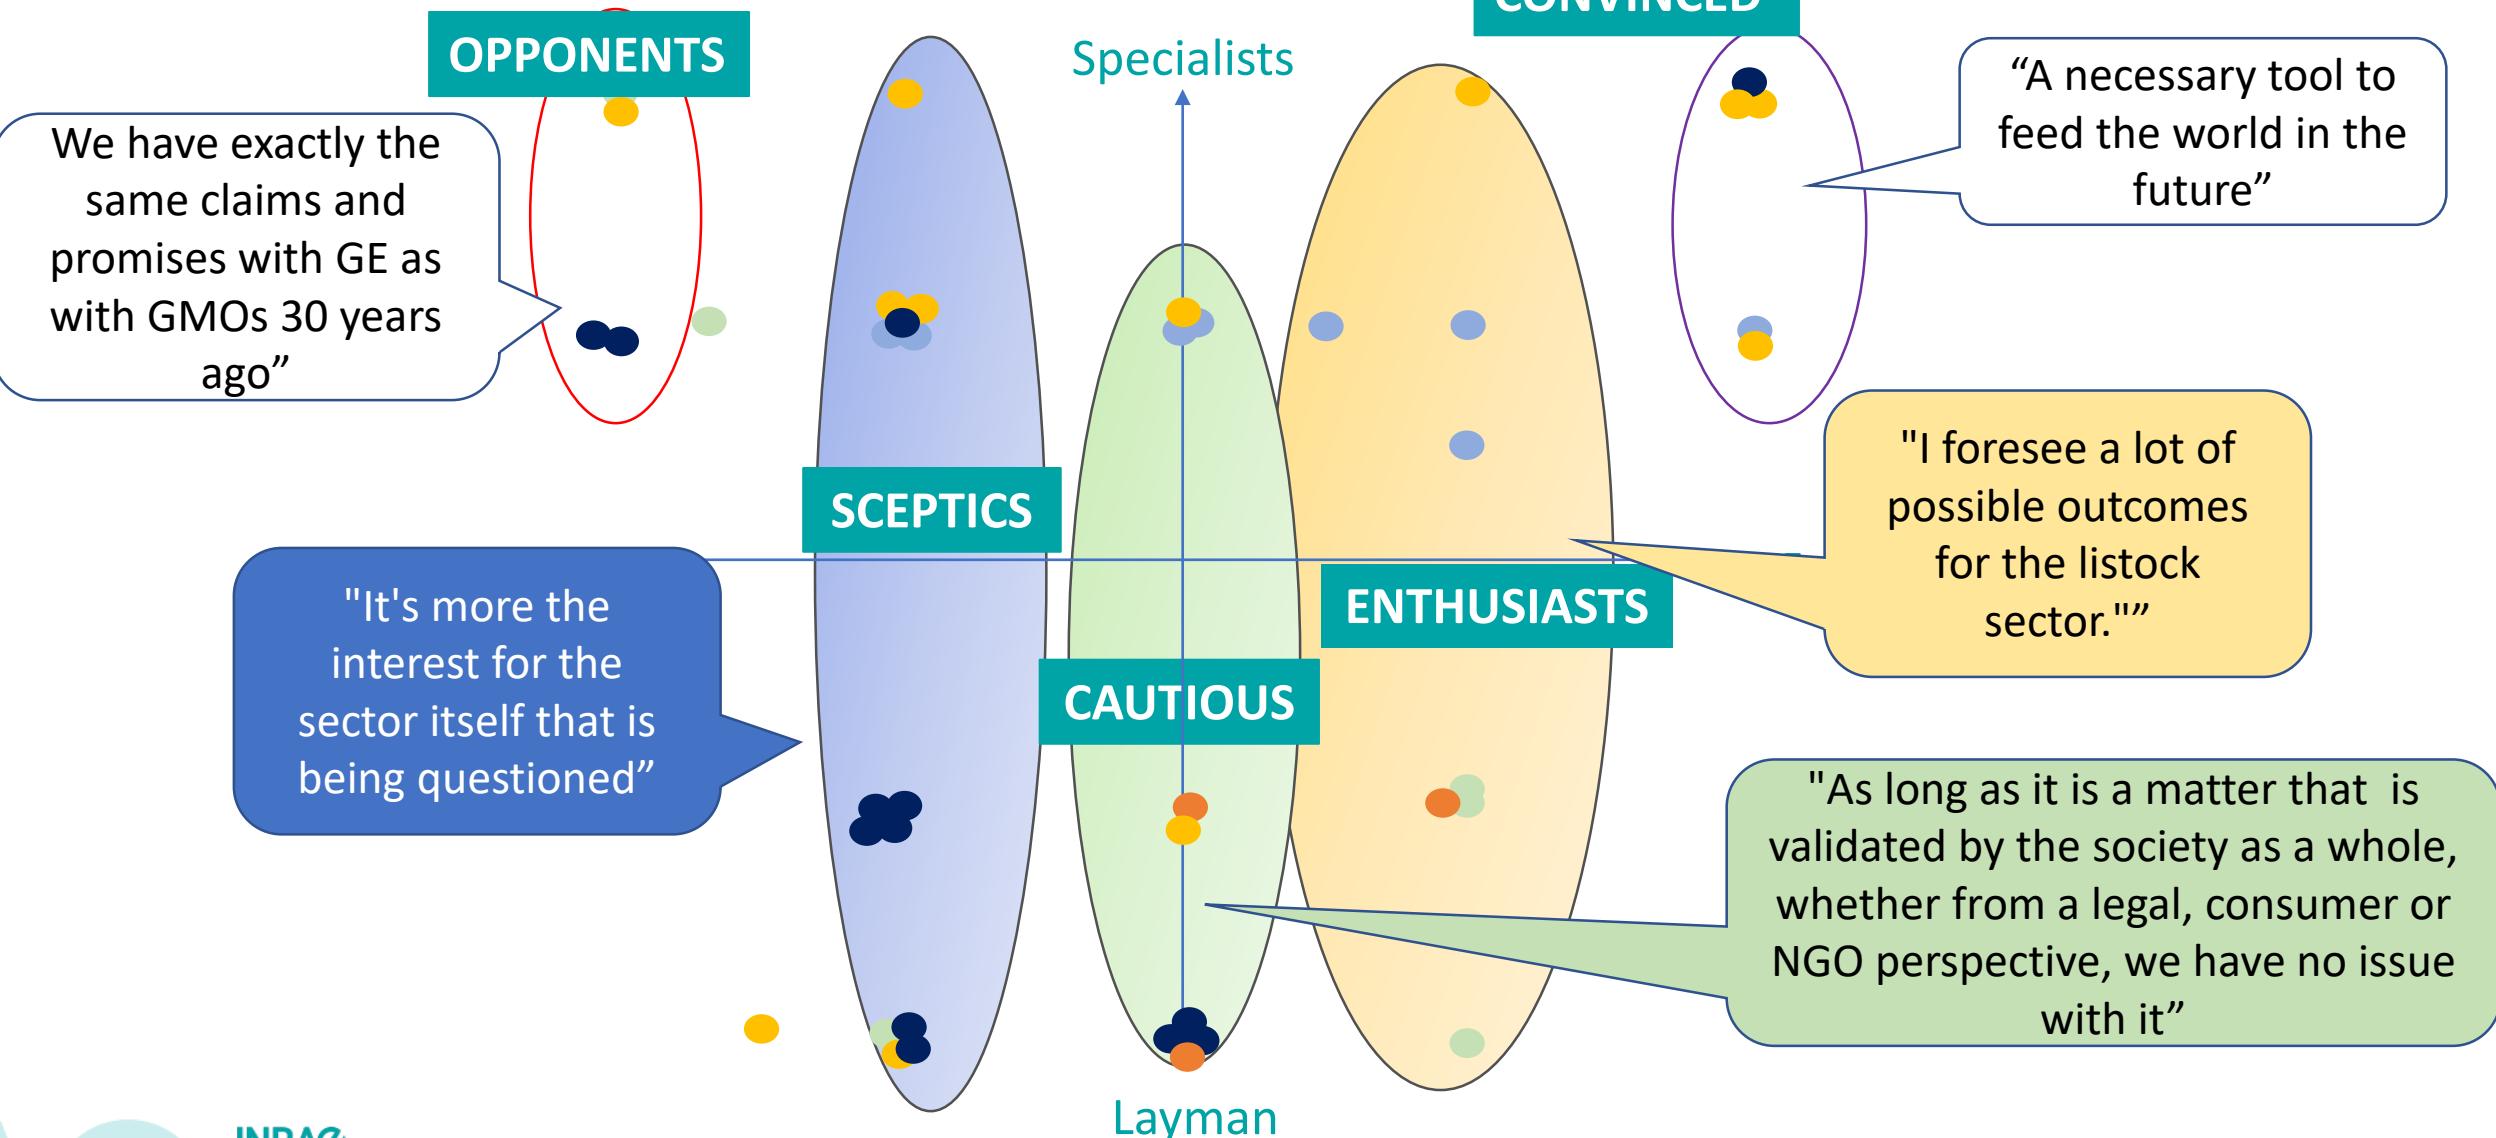 CONVINCED
OPPONENTS
Specialists
“A necessary tool to
feed the world in the
future”
We have exactly the
same claims and
promises with GE as
with GMOs 30 years
ago”
"I foresee a lot of
possible outcomes
for the listock
sector."”
SCEPTICS
"It's more the
interest for the
sector itself that is
being questioned”
ENTHUSIASTS
CAUTIOUS
"As long as it is a matter that  is
validated by the society as a whole,
whether from a legal, consumer or
NGO perspective, we have no issue
with it”
Layman
INRAE